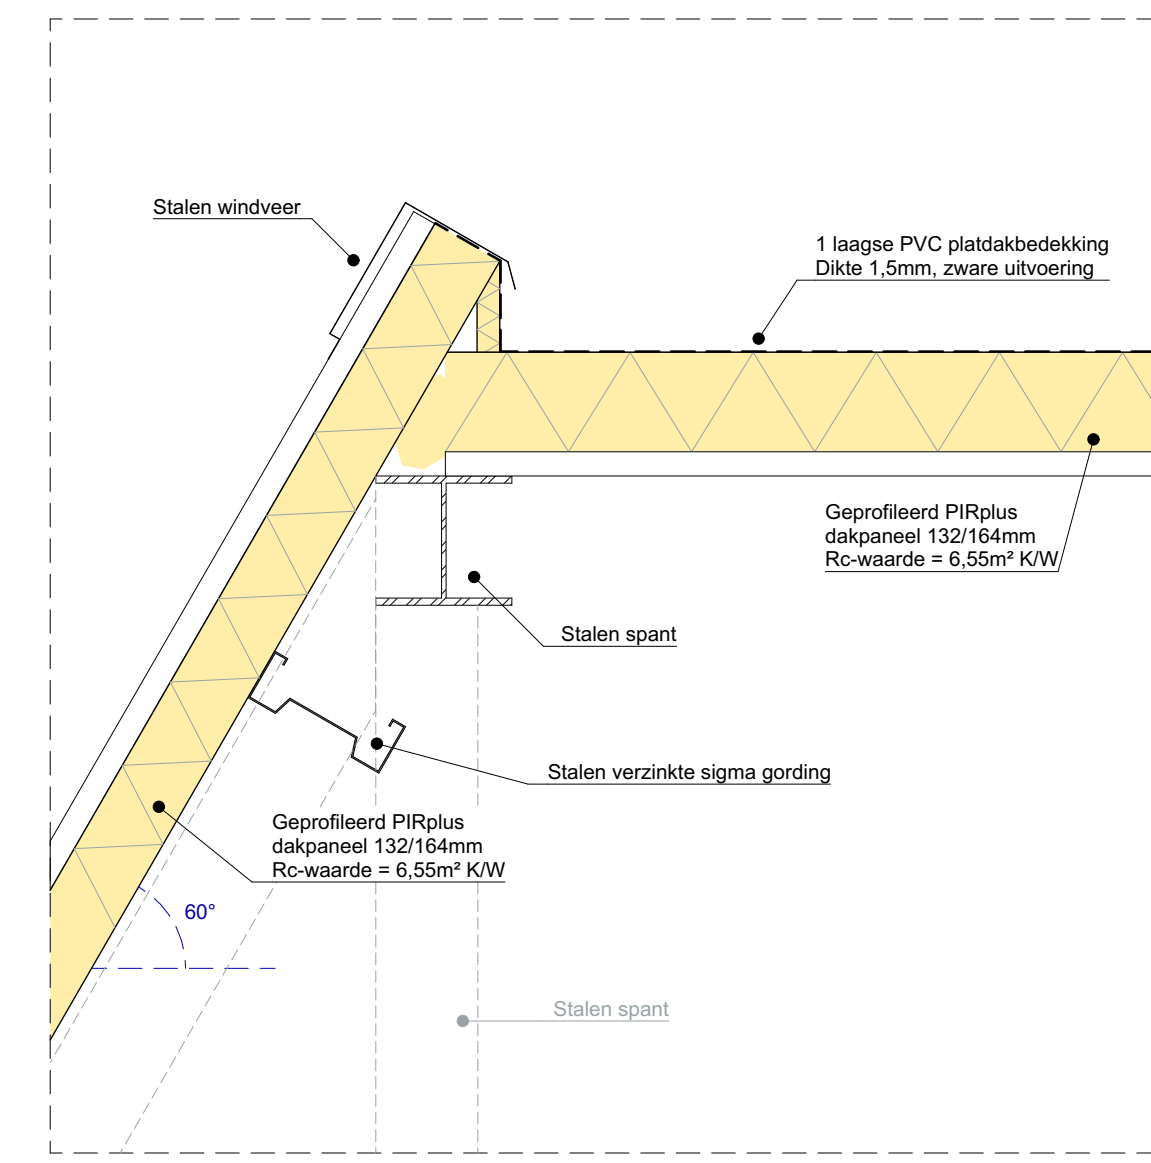 Stalen windveer
1 laagse PVC platdakbedekking
Dikte 1,5mm, zware uitvoering
Geprofileerd PIRplus
dakpaneel 132/164mm
Rc-waarde = 6,55m² K/W
Stalen spant
Stalen verzinkte sigma gording
Geprofileerd PIRplus
dakpaneel 132/164mm
Rc-waarde = 6,55m² K/W
60°
Stalen spant